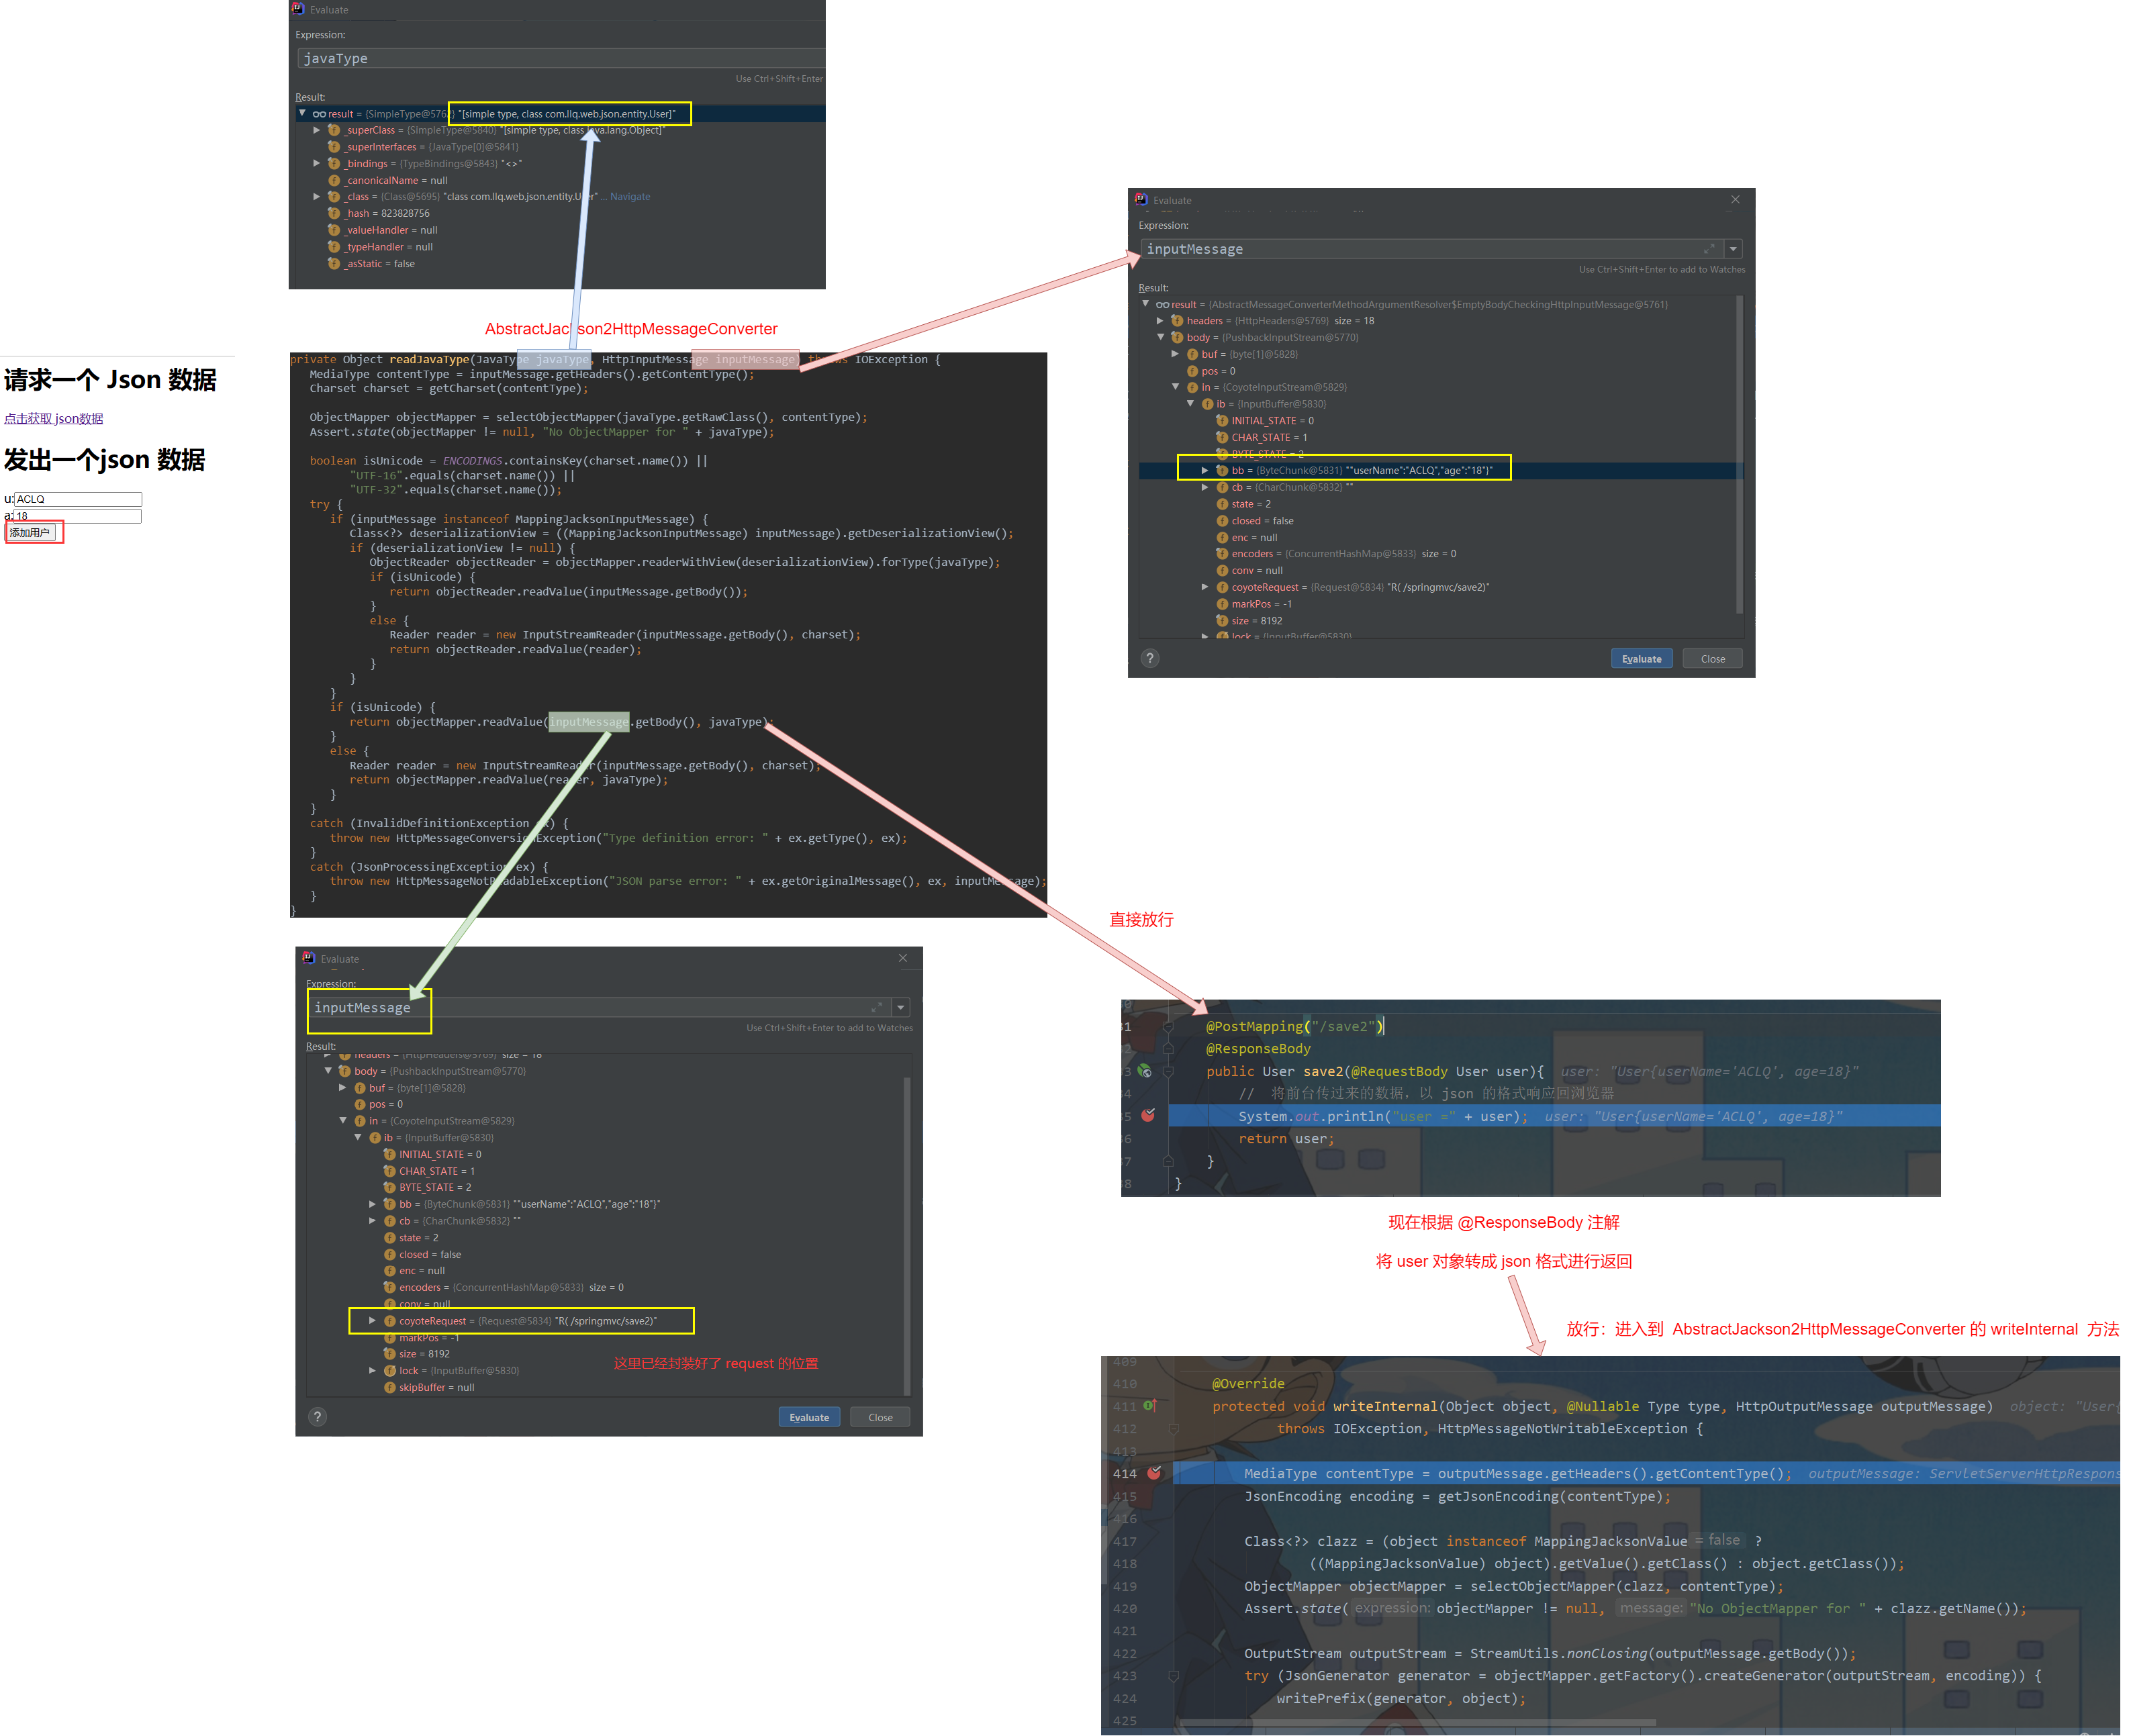 Evaluate
Expression:
javaType
Use Ctrl+Shift+Enter
Result:
result = {SimpleType@5762} "[simple type, class com.llq.web.json.entity.User]"
_superClass = {SimpleType@5840} "[simple type, class java.lang.Object]"
_superInterfaces = {JavaType[0]@5841}
_bindings = {TypeBindings@5843} "<>"
_canonicalName = null
_class = {Class@5695} "class com.llq.web.json.entity.User" ... Navigate
_hash = 823828756
_valueHandler = null
_typeHandler = null
_asStatic = false
Evaluate
Expression:
inputMessage
Use Ctrl+Shift+Enter to add to Watches
Result:
result = {AbstractMessageConverterMethodArgumentResolver$EmptyBodyCheckingHttpInputMessage@5761}
headers = {HttpHeaders@5769} size = 18
body = {PushbackInputStream@5770}
buf = {byte[1]@5828}
pos = 0
in = {CoyoteInputStream@5829}
ib = {InputBuffer@5830}
INITIAL_STATE = 0
CHAR_STATE = 1
BYTE_STATE = 2
bb = {ByteChunk@5831} ""userName":"ACLQ","age":"18"}"
cb = {CharChunk@5832} ""
state = 2
closed = false
enc = null
encoders = {ConcurrentHashMap@5833} size = 0
conv = null
coyoteRequest = {Request@5834} "R( /springmvc/save2)"
markPos = -1
size = 8192
lock = {InputBuffer@5830}
? Evaluate Close
请求一个 Json 数据
点击获取 json数据
发出一个json 数据
u:ACLQ
a:18
添加用户
AbstractJackson2HttpMessageConverter
private Object readJavaType(JavaType javaType, HttpInputMessage inputMessage) throws IOException {
MediaType contentType = inputMessage.getHeaders().getContentType();
Charset charset = getCharset(contentType);
ObjectMapper objectMapper = selectObjectMapper(javaType.getRawClass(), contentType);
Assert.state(objectMapper != null, "No ObjectMapper for " + javaType);
boolean isUnicode = ENCODINGS.containsKey(charset.name()) ||
"UTF-16".equals(charset.name()) ||
"UTF-32".equals(charset.name());
try {
if (inputMessage instanceof MappingJacksonInputMessage) {
Class<?> deserializationView = ((MappingJacksonInputMessage) inputMessage).getDeserializationView();
if (deserializationView != null) {
ObjectReader objectReader = objectMapper.readerWithView(deserializationView).forType(javaType);
if (isUnicode) {
return objectReader.readValue(inputMessage.getBody());
}
else {
Reader reader = new InputStreamReader(inputMessage.getBody(), charset);
return objectReader.readValue(reader);
}
}
}
if (isUnicode) {
return objectMapper.readValue(inputMessage.getBody(), javaType);
}
else {
Reader reader = new InputStreamReader(inputMessage.getBody(), charset);
return objectMapper.readValue(reader, javaType);
}
}
catch (InvalidDefinitionException ex) {
throw new HttpMessageConversionException("Type definition error: " + ex.getType(), ex);
}
catch (JsonProcessingException ex) {
throw new HttpMessageNotReadableException("JSON parse error: " + ex.getOriginalMessage(), ex, inputMessage);
}
}
直接放行
Evaluate
Expression:
inputMessage
Use Ctrl+Shift+Enter to add to Watches
Result:
headers = {HttpHeaders@5769} size = 18
body = {PushbackInputStream@5770}
buf = {byte[1]@5828}
pos = 0
in = {CoyoteInputStream@5829}
ib = {InputBuffer@5830}
INITIAL_STATE = 0
CHAR_STATE = 1
BYTE_STATE = 2
bb = {ByteChunk@5831} ""userName":"ACLQ","age":"18"}"
cb = {CharChunk@5832} ""
state = 2
closed = false
enc = null
encoders = {ConcurrentHashMap@5833} size = 0
conv = null
coyoteRequest = {Request@5834} "R( /springmvc/save2)"
markPos = -1
size = 8192
lock = {InputBuffer@5830}
skipBuffer = null
这里已经封装好了 request 的位置
? Evaluate Close
@PostMapping("/save2")
@ResponseBody
public User save2(@RequestBody User user){ user: "User{userName='ACLQ', age=18}"
// 将前台传过来的数据, 以 json 的格式响应回浏览器
System.out.println("user =" + user); user: "User{userName='ACLQ', age=18}"
return user;
}
}
现在根据 @ResponseBody 注解
将 user 对象转成 json 格式进行返回
放行：进入到 AbstractJackson2HttpMessageConverter 的 writeInternal 方法
409
410 @Override
411 protected void writeInternal(Object object, @Nullable Type type, HttpOutputMessage outputMessage) object: "User{
412 throws IOException, HttpMessageNotWritableException {
413
414 MediaType contentType = outputMessage.getHeaders().getContentType(); outputMessage: ServletServerHttpRespons
415 JsonEncoding encoding = getJsonEncoding(contentType);
416
417 Class<?> clazz = (object instanceof MappingJacksonValue = false ?
418 ((MappingJacksonValue) object).getValue().getClass() : object.getClass());
419 ObjectMapper objectMapper = selectObjectMapper(clazz, contentType);
420 Assert.state( expression: objectMapper != null, message: "No ObjectMapper for " + clazz.getName());
421
422 OutputStream outputStream = StreamUtils.nonClosing(outputMessage.getBody());
423 try (JsonGenerator generator = objectMapper.getFactory().createGenerator(outputStream, encoding)) {
424 writePrefix(generator, object);
425